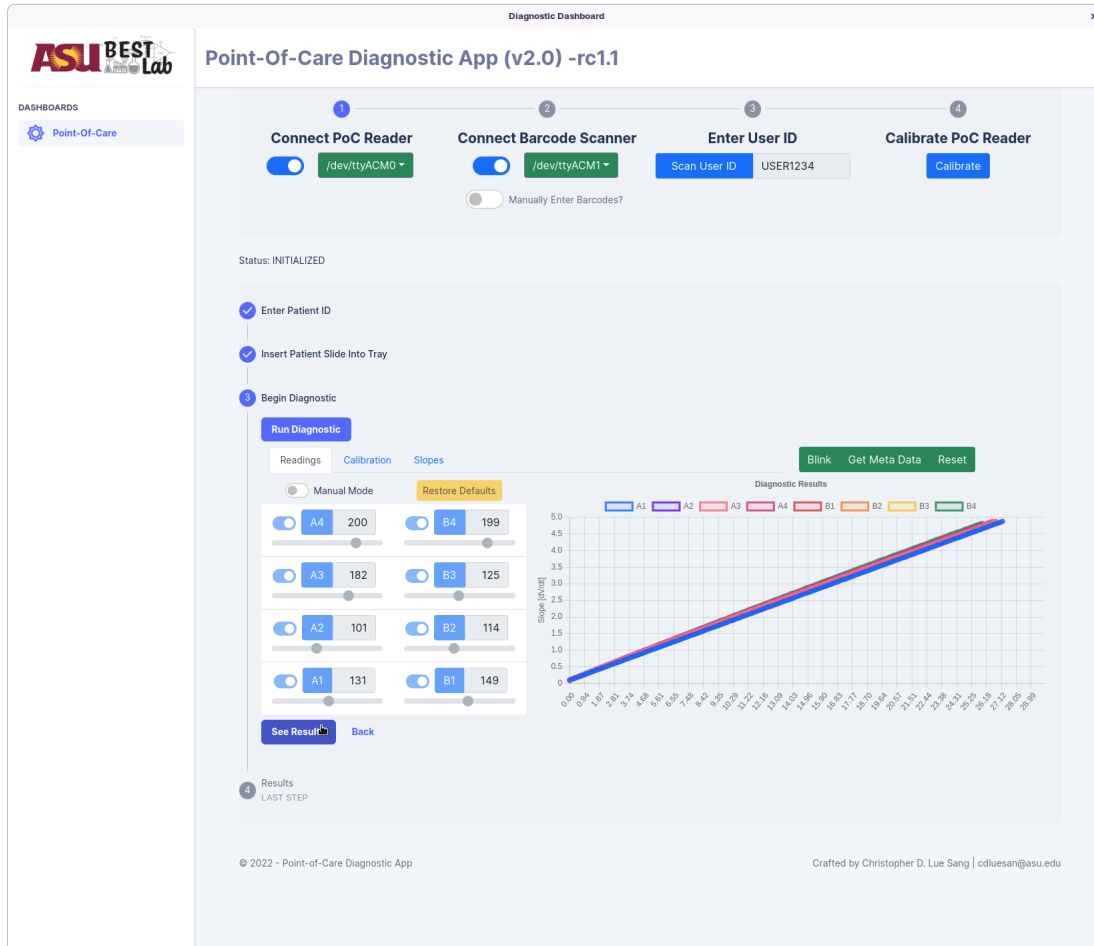 Diagnostic Dashboard
ASU BEST Lab
Point-Of-Care Diagnostic App (v2.0) -rc1.1
DASHBOARDS
Point-Of-Care
1 2 3 4
Connect PoC Reader Connect Barcode Scanner Enter User ID Calibrate PoC Reader
/dev/ttyACM0 /dev/ttyACM1 Scan User ID USER1234 Calibrate
Manually Enter Barcodes?
Status: INITIALIZED
Enter Patient ID
Insert Patient Slide Into Tray
3 Begin Diagnostic
Run Diagnostic
Readings Calibration Slopes
Blink Get Meta Data Reset
Manual Mode Restore Defaults
A4 200 B4 199
A3 182 B3 125
A2 101 B2 114
A1 131 B1 149
Diagnostic Results
A1 A2 A3 A4 B1 B2 B3 B4
Slope [dV/dt]
5.0
4.5
4.0
3.5
3.0
2.5
2.0
1.5
1.0
0.5
0
0.00 0.94 1.87 2.81 3.74 4.68 5.61 6.55 7.48 8.42 9.35 10.29 11.22 12.16 13.09 14.03 14.96 15.90 16.83 17.77 18.70 19.64 20.57 21.51 22.44 23.38 24.31 25.25 26.18 27.12 28.05 28.99
See Back
4 Results
LAST STEP
© 2022 - Point-of-Care Diagnostic App
Crafted by Christopher D. Lue Sang | cdluesan@asu.edu